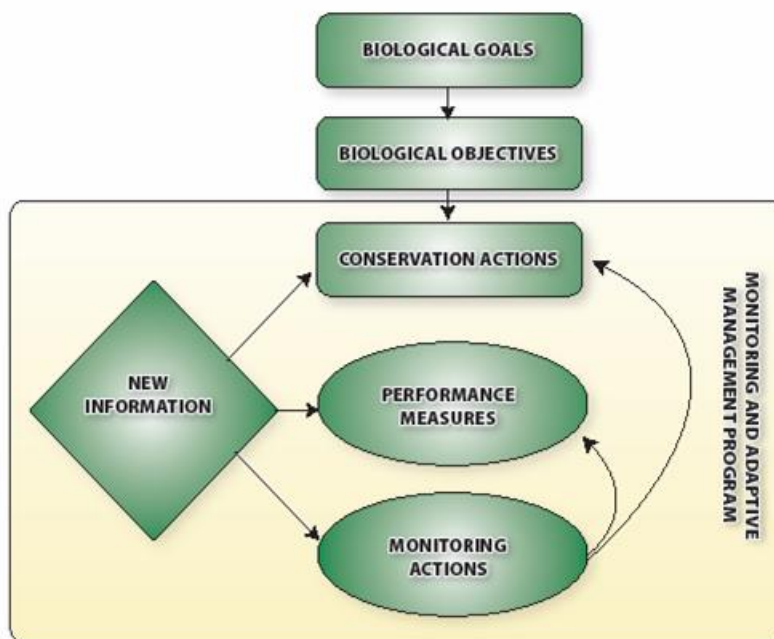 BIOLOGICAL GOALS
BIOLOGICAL OBJECTIVES
CONSERVATION ACTIONS
NEW
INFORMATION
PERFORMANCE
MEASURES
MONITORING
ACTIONS
MONITORING AND ADAPTIVE
MANAGEMENT PROGRAM